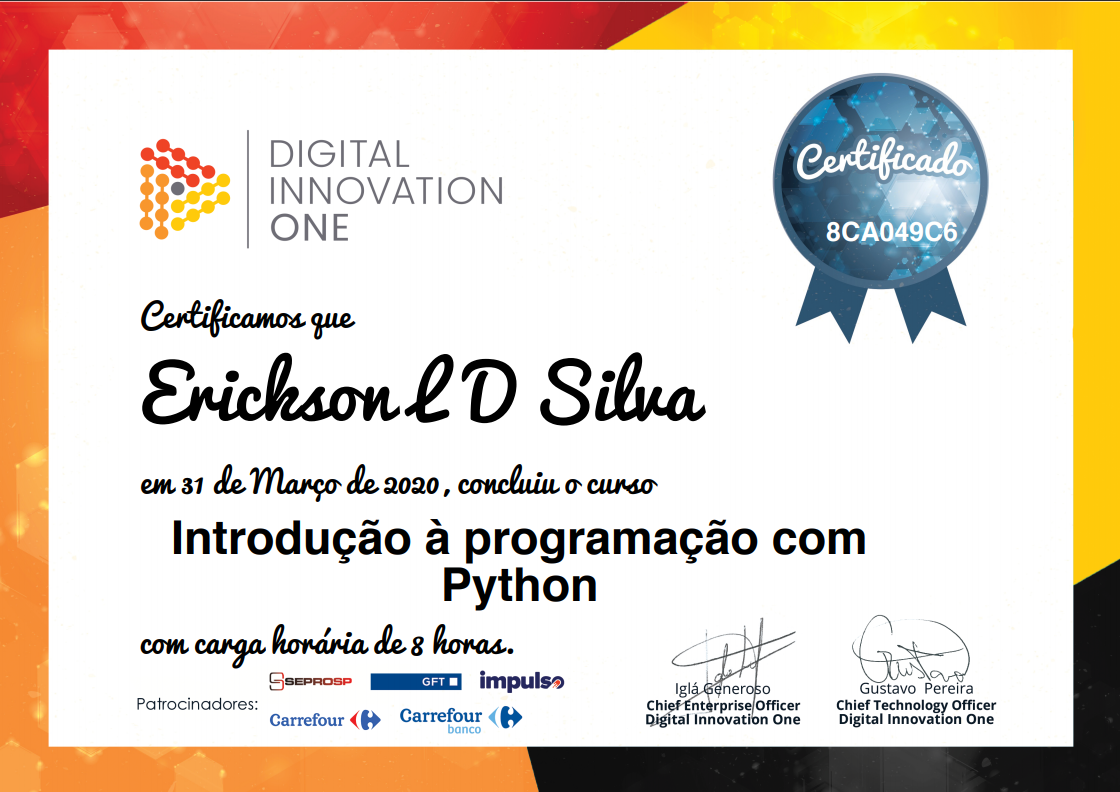 DIGITAL
INNOVATION
ONE
Certificado
8CA049C6
Certificamos que
Erickson L D Silva
em 31 de Março de 2020, concluiu o curso
Introdução à programação com
Python
com carga horária de 8 horas.
Patrocinadores:
SEPROSP
GFT
impulso
Carrefour
Carrefour
banco
Iglá Generoso
Chief Enterprise Officer
Digital Innovation One
Gustavo
Gustavo Pereira
Chief Technology Officer
Digital Innovation One